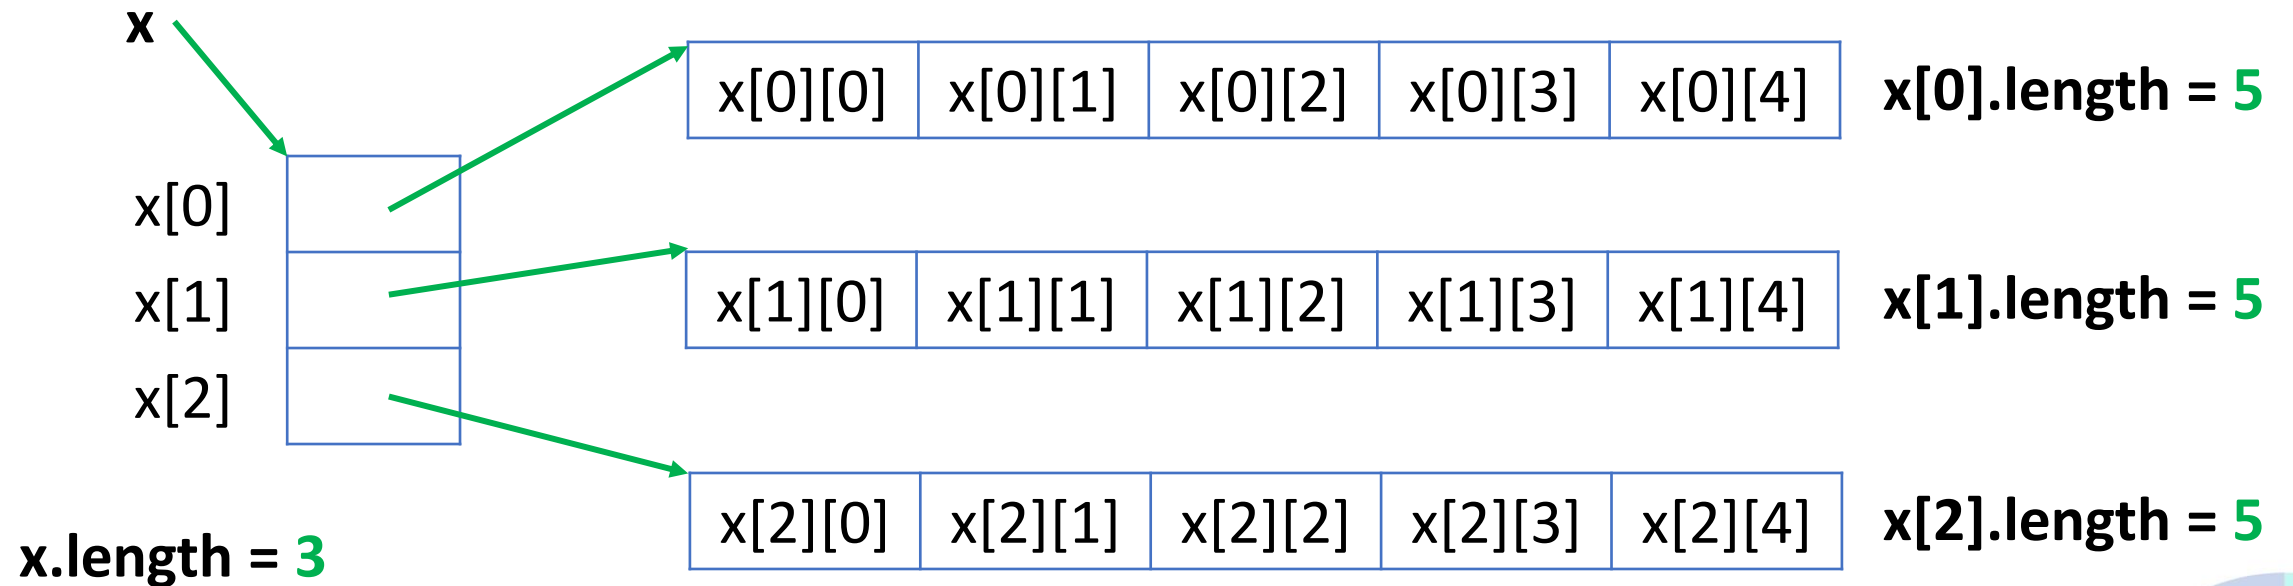 x
x[0][0] x[0][1] x[0][2] x[0][3] x[0][4] x[0].length = 5
x[0]
x[1]
x[1][0] x[1][1] x[1][2] x[1][3] x[1][4] x[1].length = 5
x[2]
x[2][0] x[2][1] x[2][2] x[2][3] x[2][4] x[2].length = 5
x.length = 3